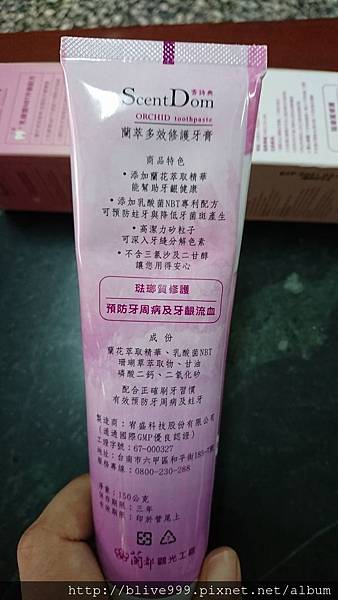 香詩典
ScentDom
ORCHID toothpaste
蘭萃多效修護牙膏
商品特色
•添加蘭花萃取精華
能幫助牙齦健康
•添加乳酸菌NBT專利配方
可預防蛀牙與降低牙菌斑產生
•高潔力矽粒子
可深入牙縫分解色素
•不含三氯沙及二甘醇
讓您用得安心
琺瑯質修護
預防牙周病及牙齦流血
成份
蘭花萃取精華、乳酸菌NBT
珊瑚草萃取物、甘油
磷酸二鈣、二氧化矽
配合正確刷牙習慣
有效預防牙周病及蛀牙
製造商：宥盛科技股份有限公司
(通過國際GMP優良認證)
工證字號：67-000327
地址：台南市六甲區和平街
服務專線：0800-230-288
淨重：150公克
保存期限：三年
有效期限：印於管尾上
蘭都觀光工廠
http://blive999.pixnet.net/album